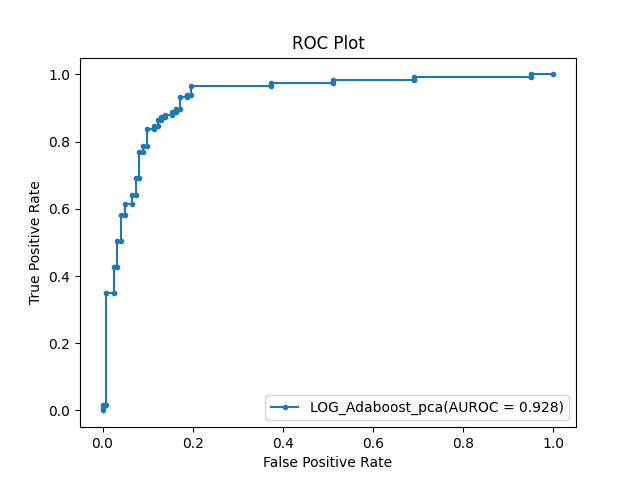 ROC Plot
True Positive Rate
1.0
0.8
0.6
0.4
0.2
0.0
LOG_Adaboost_pca(AUROC = 0.928)
0.0 0.2 0.4 0.6 0.8 1.0
False Positive Rate